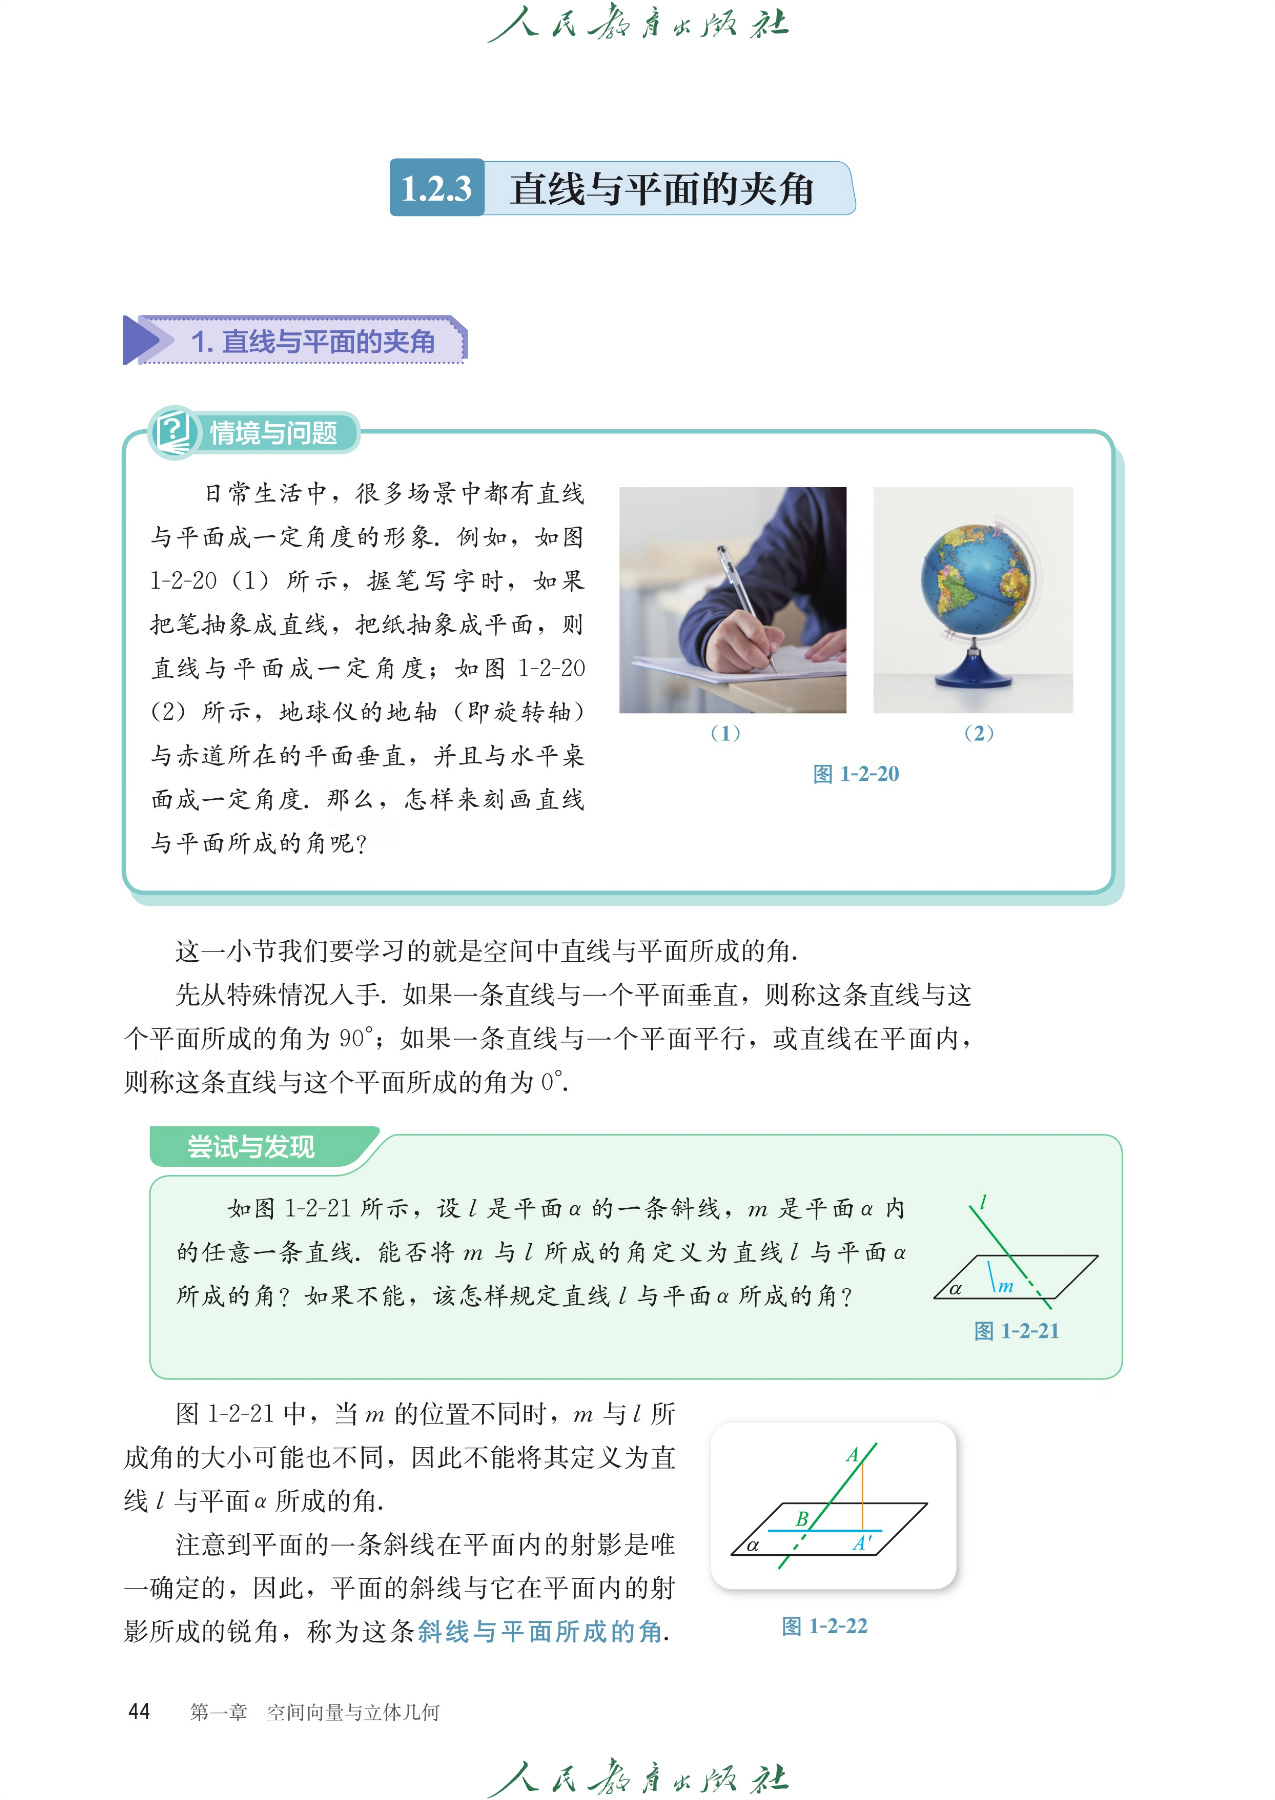 人民教育出版社
1.2.3 直线与平面的夹角
1. 直线与平面的夹角
情境与问题
日常生活中，很多场景中都有直线
与平面成一定角度的形象．例如，如图
1-2-20（1）所示，握笔写字时，如果
把笔抽象成直线，把纸抽象成平面，则
直线与平面成一定角度；如图 1-2-20
（2）所示，地球仪的地轴（即旋转轴）
与赤道所在的平面垂直，并且与水平桌
面成一定角度．那么，怎样来刻画直线
与平面所成的角呢？
（1）
（2）
图 1-2-20
这一小节我们要学习的就是空间中直线与平面所成的角．
先从特殊情况入手．如果一条直线与一个平面垂直，则称这条直线与这
个平面所成的角为 90°；如果一条直线与一个平面平行，或直线在平面内，
则称这条直线与这个平面所成的角为 0°．
尝试与发现
如图 1-2-21 所示，设 l 是平面 α 的一条斜线，m 是平面 α 内
的任意一条直线．能否将 m 与 l 所成的角定义为直线 l 与平面 α
所成的角？如果不能，该怎样规定直线 l 与平面 α 所成的角？
l
α
m
图 1-2-21
图 1-2-21 中，当 m 的位置不同时，m 与 l 所
成角的大小可能也不同，因此不能将其定义为直
线 l 与平面 α 所成的角．
注意到平面的一条斜线在平面内的射影是唯
一确定的，因此，平面的斜线与它在平面内的射
影所成的锐角，称为这条斜线与平面所成的角．
A
B
α
A′
图 1-2-22
44 第一章 空间向量与立体几何
人民教育出版社